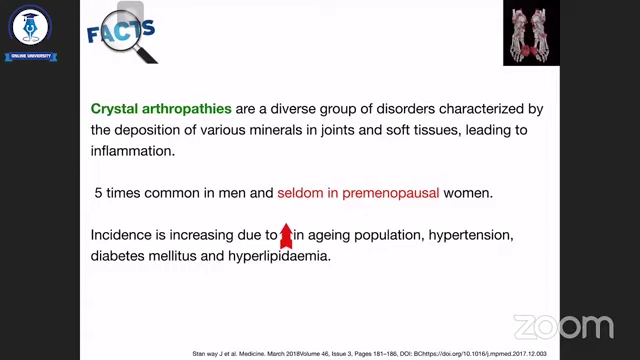 ONLINE UNIVERSITY
FACTS
Crystal arthropathies are a diverse group of disorders characterized by
the deposition of various minerals in joints and soft tissues, leading to
inflammation.
5 times common in men and seldom in premenopausal women.
Incidence is increasing due to in ageing population, hypertension,
diabetes mellitus and hyperlipidaemia.
zoom
Stan way J et al. Medicine. March 2018Volume 46, Issue 3, Pages 181–186, DOI: BChttps://doi.org/10.1016/j.mpmed.2017.12.003